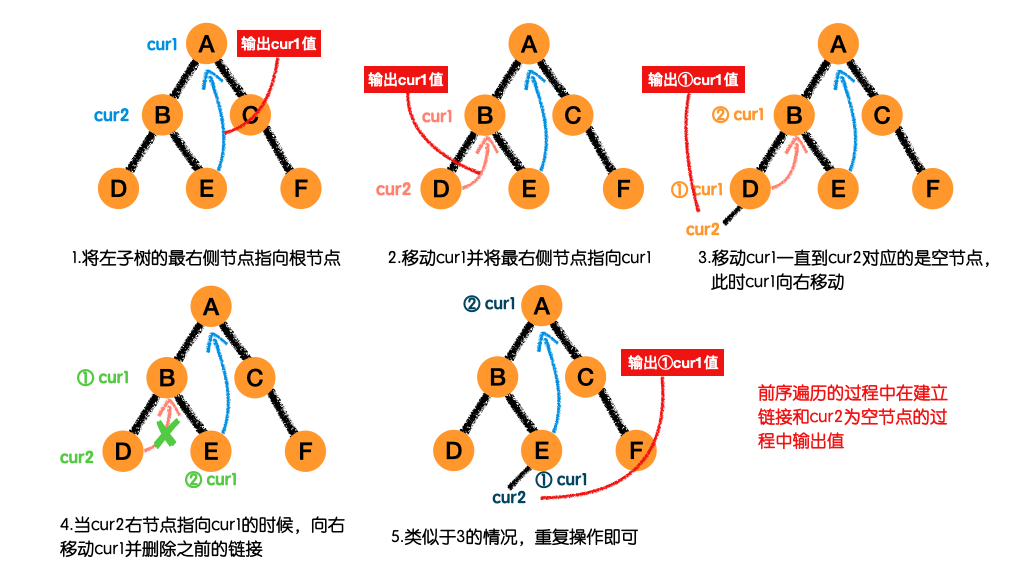 A
cur1
输出cur1值
B
cur2
C
D
E
F
1.将左子树的最右侧节点指向根节点
A
输出cur1值
B
cur1
C
D
cur2
E
F
2.移动cur1并将最右侧节点指向cur1
A
输出①cur1值
② cur1
B
C
① cur1
D
E
F
cur2
3.移动cur1一直到cur2对应的是空节点,
此时cur1向右移动
A
① cur1
B
C
cur2
D
E
F
② cur1
4.当cur2右节点指向cur1的时候，向右
移动cur1并删除之前的链接
② cur1
A
B
C
输出①cur1值
D
E
F
① cur1
cur2
5.类似于3的情况，重复操作即可
前序遍历的过程中在建立
链接和cur2为空节点的过
程中输出值